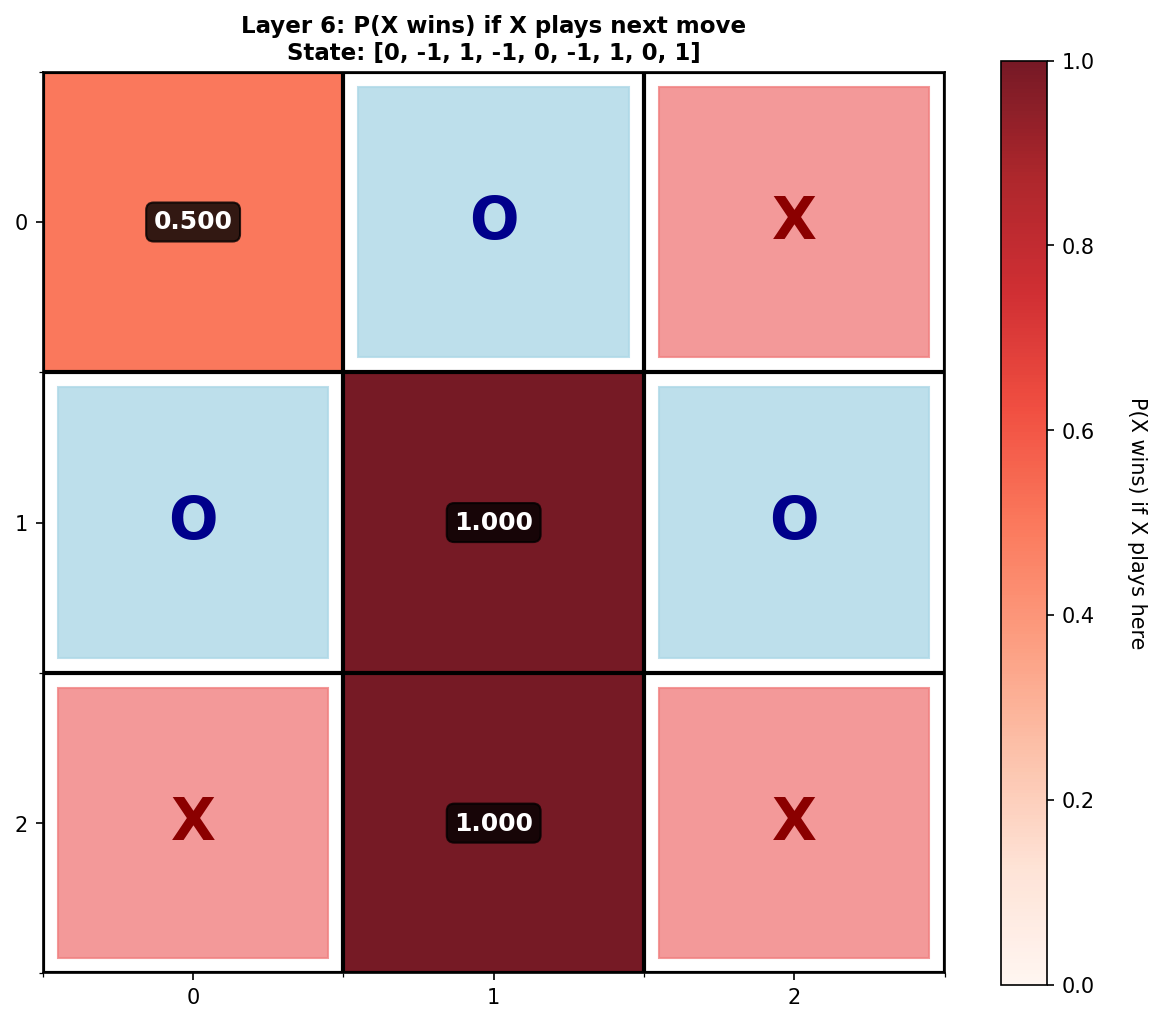 Layer 6: P(X wins) if X plays next move
State: [0, -1, 1, -1, 0, -1, 1, 0, 1]
0
0.500
O
X
1
O
1.000
O
2
X
1.000
X
0
1
2
1.0
0.8
0.6
0.4
0.2
0.0
P(X wins) if X plays here